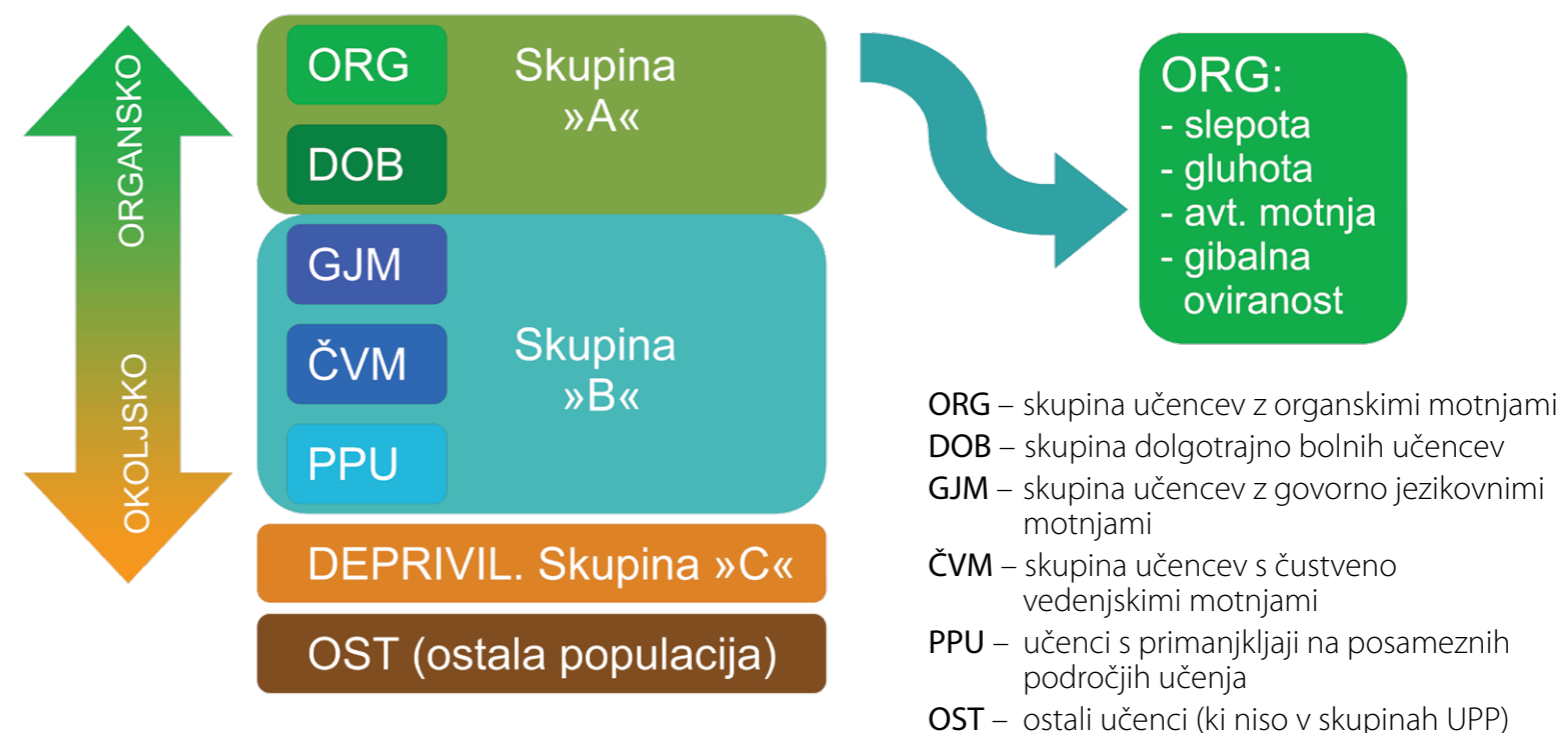 ORGANSKO
OKOLJSKO
ORG
DOB
Skupina
»A«
GJM
ČVM
PPU
Skupina
»B«
DEPRIVIL. Skupina »C«
OST (ostala populacija)
ORG:
- slepota
- gluhota
- avt. motnja
- gibalna
oviranost
ORG – skupina učencev z organskimi motnjami
DOB – skupina dolgotrajno bolnih učencev
GJM – skupina učencev z govorno jezikovnimi
motnjami
ČVM – skupina učencev s čustveno
vedenjskimi motnjami
PPU – učenci s primanjkljaji na posameznih
področjih učenja
OST – ostali učenci (ki niso v skupinah UPP)